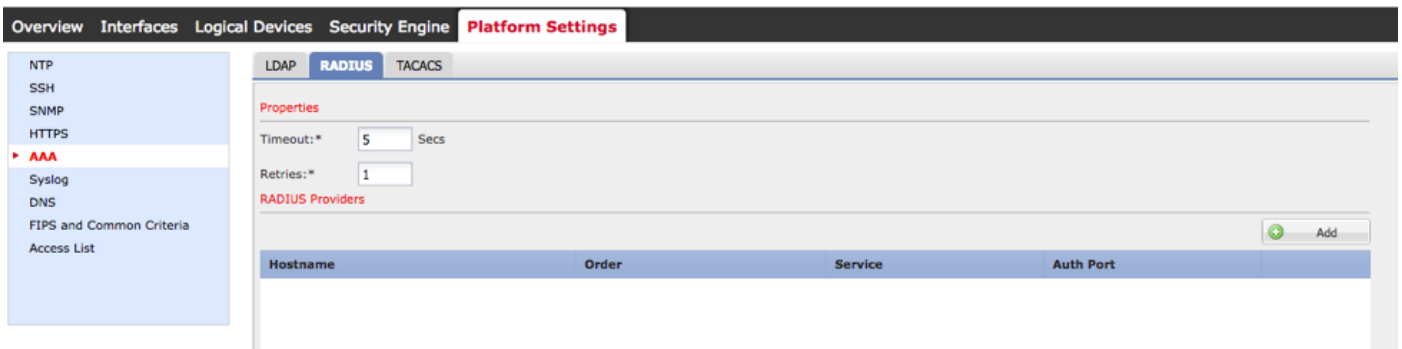 Overview Interfaces Logical Devices Security Engine Platform Settings
NTP
SSH
SNMP
HTTPS
AAA
Syslog
DNS
FIPS and Common Criteria
Access List
LDAP RADIUS TACACS
Properties
Timeout:* 5 Secs
Retries:* 1
RADIUS Providers
Add
Hostname Order Service Auth Port